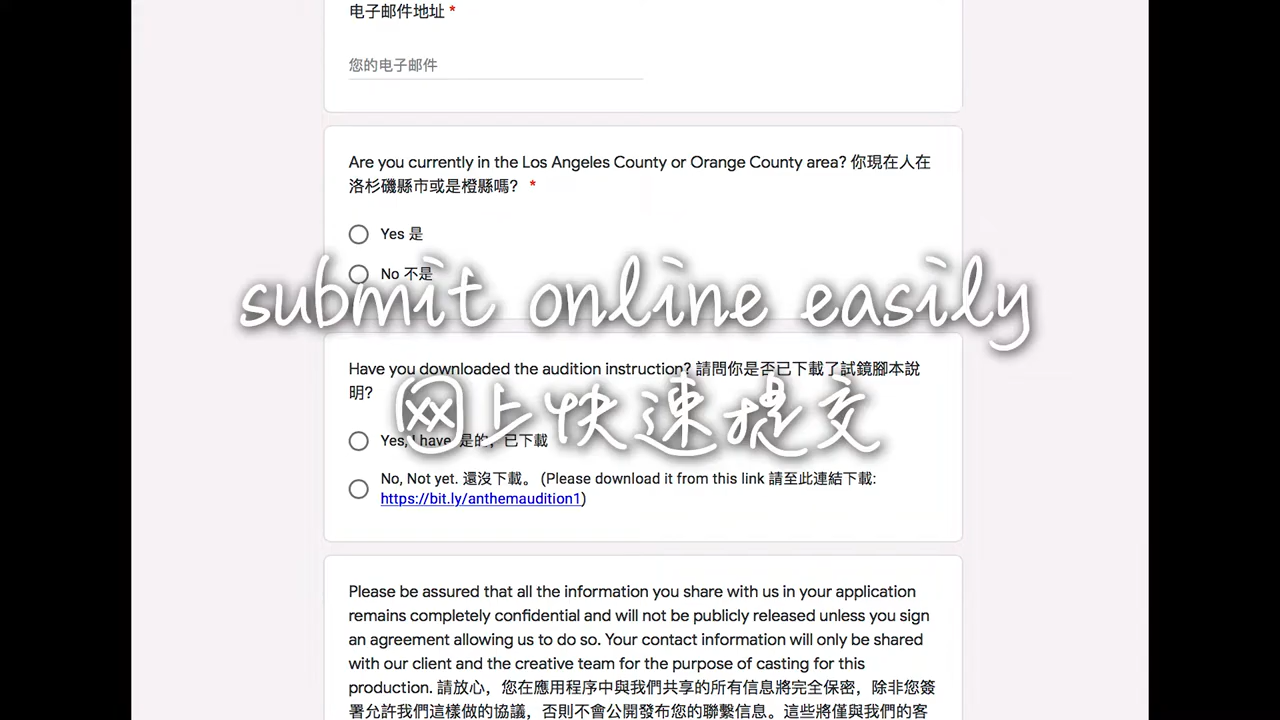 电子邮件地址 *
您的电子邮件
Are you currently in the Los Angeles County or Orange County area? 你現在人在
洛杉磯縣市或是橙縣嗎? *
Yes 是
No 不是
submit online easily
Have you downloaded the audition instruction? 請問你是否已下載了試鏡腳本說
明?
网上快速提交
Yes, I have. 是的，已下載
No, Not yet. 還沒下載。 (Please download it from this link 請至此連結下載:
https://bit.ly/anthemaudition1)
Please be assured that all the information you share with us in your application
remains completely confidential and will not be publicly released unless you sign
an agreement allowing us to do so. Your contact information will only be shared
with our client and the creative team for the purpose of casting for this
production. 請放心，您在應用程序中與我們共享的所有信息將完全保密，除非您簽
署允許我們這樣做的協議，否則不會公開發布您的聯繫信息。這些將僅與我們的客